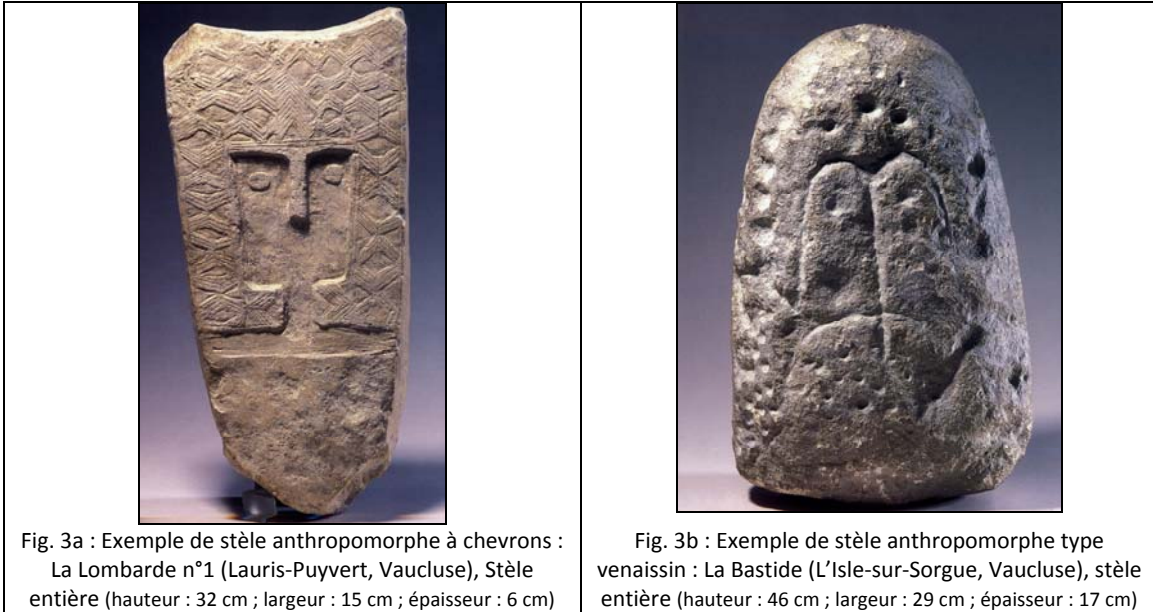 Fig. 3a : Exemple de stèle anthropomorphe à chevrons :
La Lombarde n°1 (Lauris-Puyvert, Vaucluse), Stèle
entière (hauteur : 32 cm ; largeur : 15 cm ; épaisseur : 6 cm)
Fig. 3b : Exemple de stèle anthropomorphe type
venaissin : La Bastide (L’Isle-sur-Sorgue, Vaucluse), stèle
entière (hauteur : 46 cm ; largeur : 29 cm ; épaisseur : 17 cm)